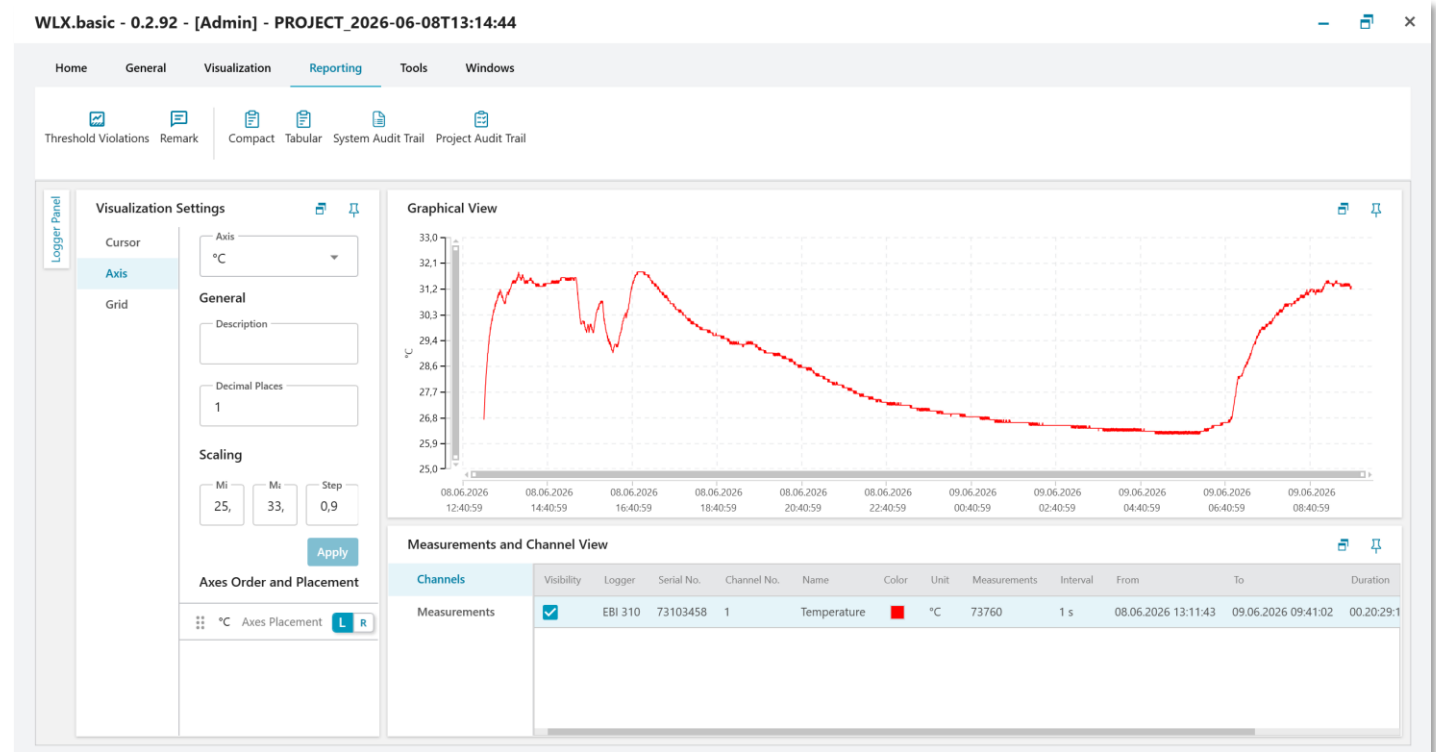 WLX.basic - 0.2.92 - [Admin] - PROJECT_2026-06-08T13:14:44
Home General Visualization Reporting Tools Windows
Threshold Violations Remark Compact Tabular System Audit Trail Project Audit Trail
Logger Panel
Visualization Settings
Cursor
Axis
Grid
Axis
°C
General
Description
Decimal Places
1
Scaling
Mi Ma Step
25, 33, 0,9
Apply
Axes Order and Placement
°C Axes Placement L R
Graphical View
33,0
32,1
31,2
30,3
29,4
28,6
27,7
26,8
25,9
25,0
°C
08.06.2026 08.06.2026 08.06.2026 08.06.2026 08.06.2026 08.06.2026 09.06.2026 09.06.2026 09.06.2026 09.06.2026 09.06.2026
12:40:59 14:40:59 16:40:59 18:40:59 20:40:59 22:40:59 00:40:59 02:40:59 04:40:59 06:40:59 08:40:59
Measurements and Channel View
Channels
Measurements
Visibility Logger Serial No. Channel No. Name Color Unit Measurements Interval From To Duration
EBI 310 73103458 1 Temperature °C 73760 1 s 08.06.2026 13:11:43 09.06.2026 09:41:02 00.20:29:1